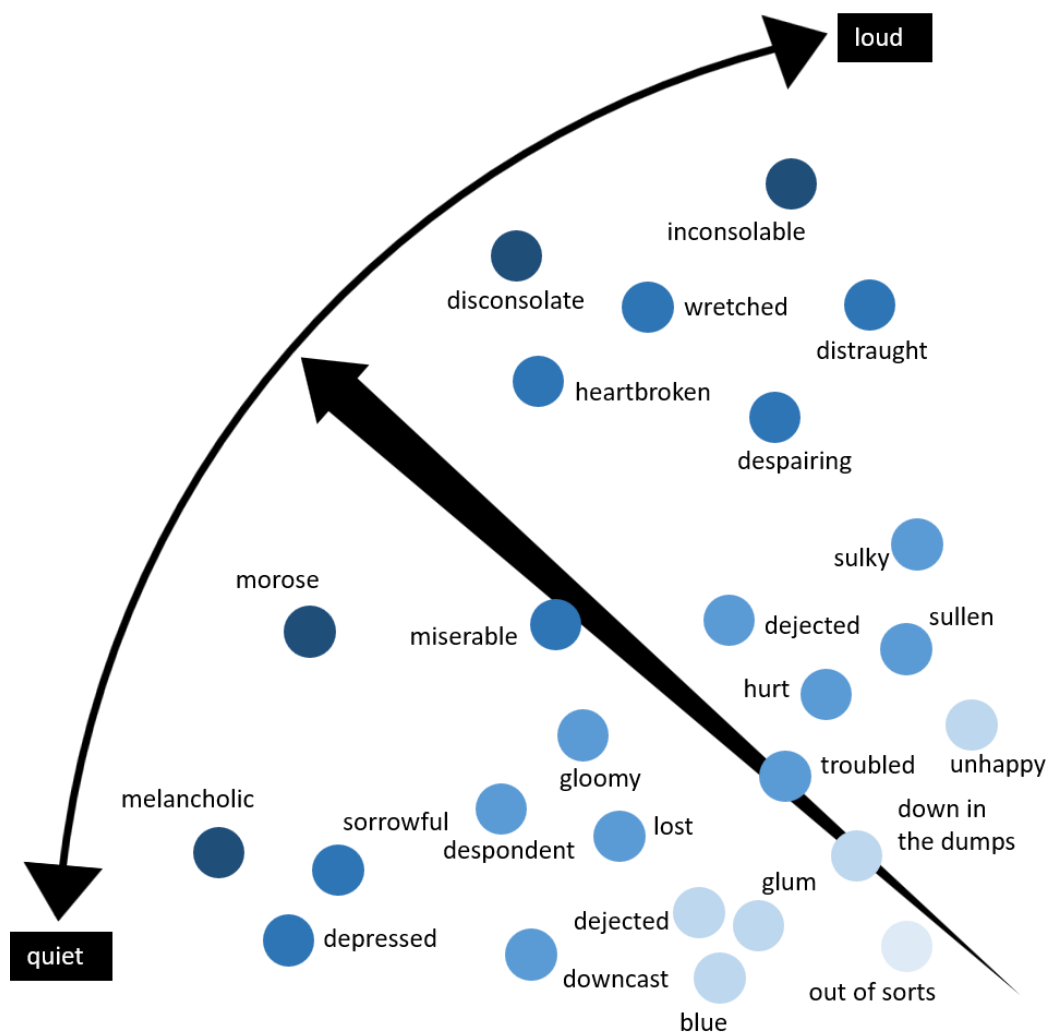 loud
inconsolable
disconsolate
wretched
distraught
heartbroken
despairing
sulky
morose
sullen
miserable
dejected
hurt
troubled
unhappy
gloomy
melancholic
down in
the dumps
sorrowful
lost
despondent
glum
dejected
depressed
quiet
downcast
out of sorts
blue